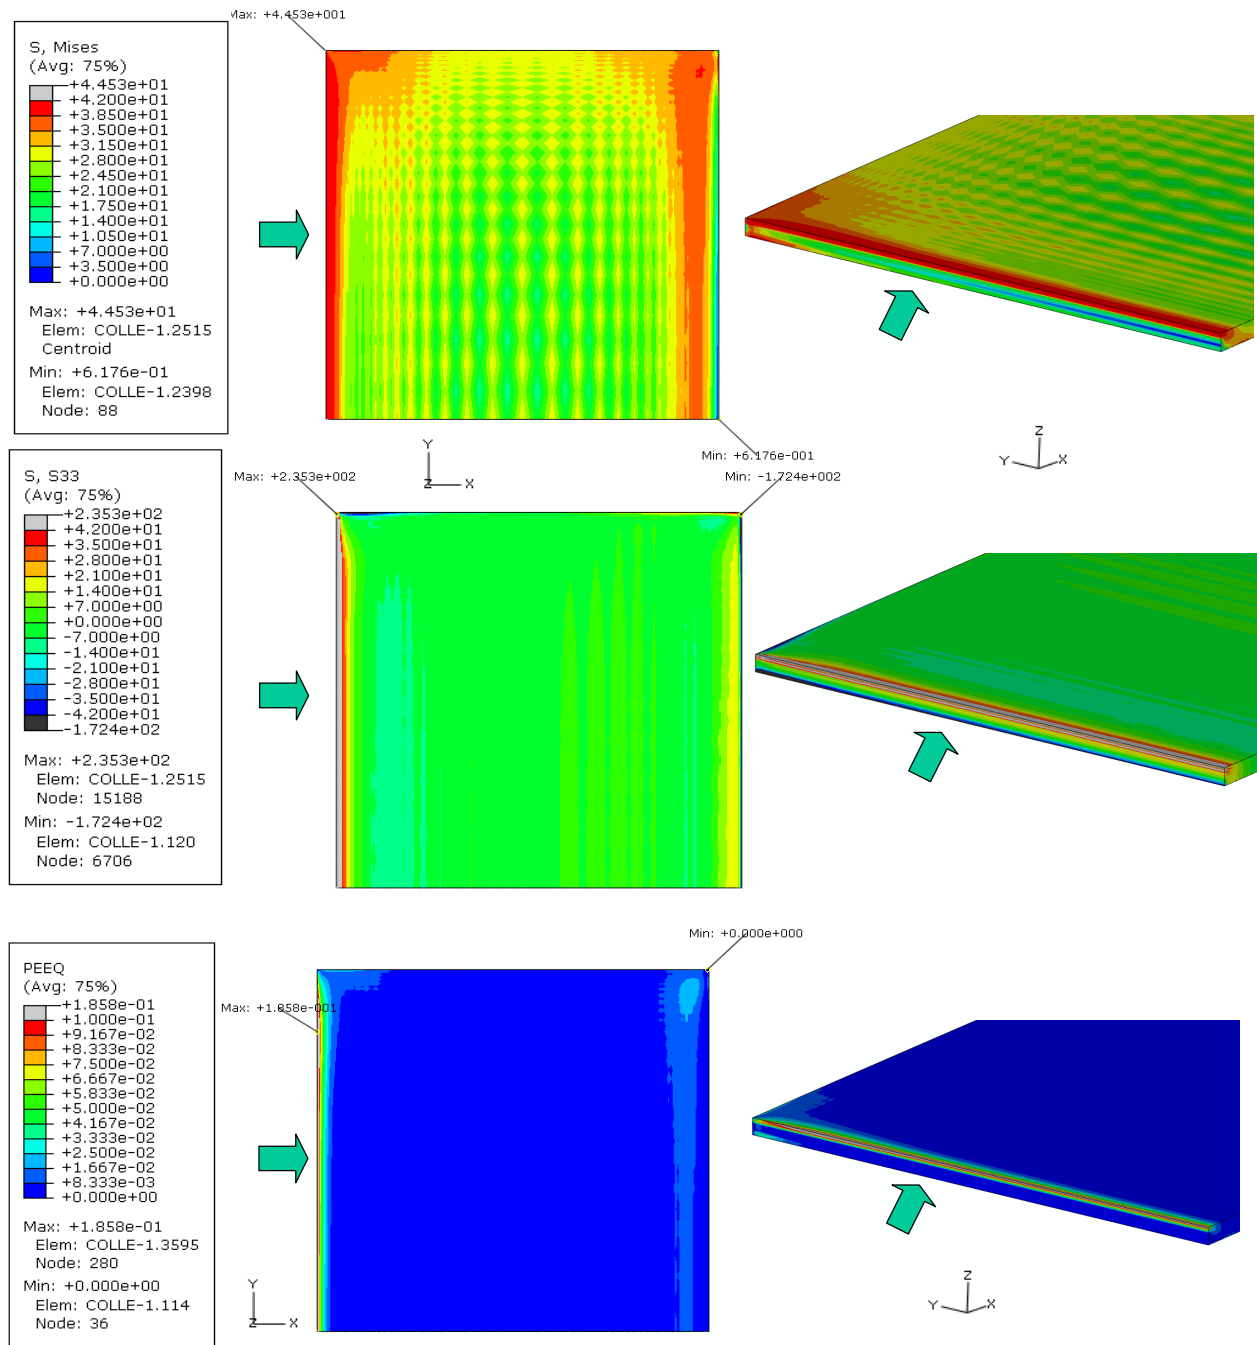 Max: +4.453e+001
S, Mises
(Avg: 75%)
+4.453e+01
+4.200e+01
+3.850e+01
+3.500e+01
+3.150e+01
+2.800e+01
+2.450e+01
+2.100e+01
+1.750e+01
+1.400e+01
+1.050e+01
+7.000e+00
+3.500e+00
+0.000e+00
Max: +4.453e+01
Elem: COLLE-1.2515
Centroid
Min: +6.176e-01
Elem: COLLE-1.2398
Node: 88
Min: +6.176e-001
Y
Z X
Z
Y X
S, S33
(Avg: 75%)
+2.353e+02
+4.200e+01
+3.500e+01
+2.800e+01
+2.100e+01
+1.400e+01
+7.000e+00
+0.000e+00
-7.000e+00
-1.400e+01
-2.100e+01
-2.800e+01
-3.500e+01
-4.200e+01
-1.724e+02
Max: +2.353e+02
Elem: COLLE-1.2515
Node: 15188
Min: -1.724e+02
Elem: COLLE-1.120
Node: 6706
Max: +2.353e+002
Min: -1.724e+002
PEEQ
(Avg: 75%)
+1.858e-01
+1.000e-01
+9.167e-02
+8.333e-02
+7.500e-02
+6.667e-02
+5.833e-02
+5.000e-02
+4.167e-02
+3.333e-02
+2.500e-02
+1.667e-02
+8.333e-03
+0.000e+00
Max: +1.858e-01
Elem: COLLE-1.3595
Node: 280
Min: +0.000e+00
Elem: COLLE-1.114
Node: 36
Min: +0.000e+000
Max: +1.858e-001
Y
Z X
Z
Y X